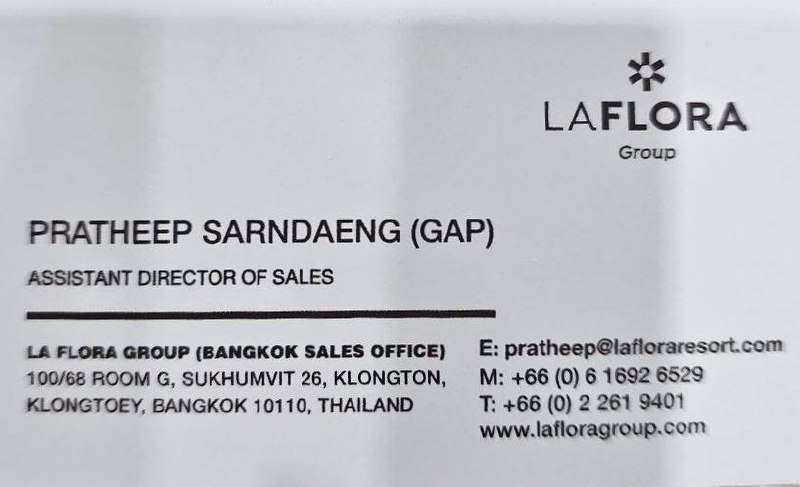 LAFLORA
Group
PRATHEEP SARNDAENG (GAP)
ASSISTANT DIRECTOR OF SALES
LA FLORA GROUP (BANGKOK SALES OFFICE)
100/68 ROOM G, SUKHUMVIT 26, KLONGTON,
KLONGTOEY, BANGKOK 10110, THAILAND
E: pratheep@lafloraresort.com
M: +66 (0) 6 1692 6529
T: +66 (0) 2 261 9401
www.lafloragroup.com